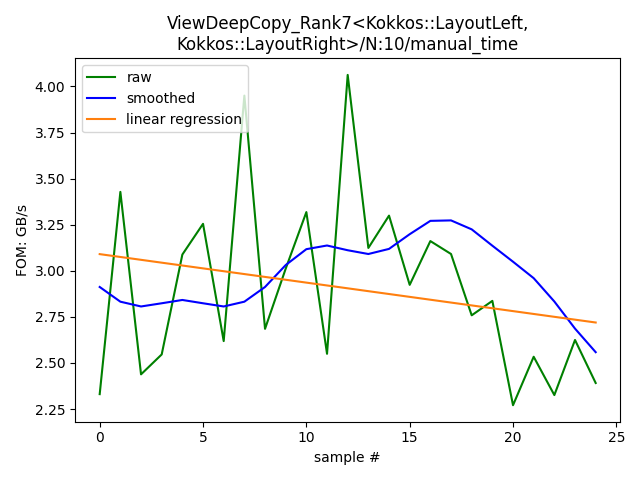 ViewDeepCopy_Rank7<Kokkos::LayoutLeft,
Kokkos::LayoutRight>/N:10/manual_time
raw
smoothed
linear regression
FOM: GB/s
4.00
3.75
3.50
3.25
3.00
2.75
2.50
2.25
0 5 10 15 20 25
sample #